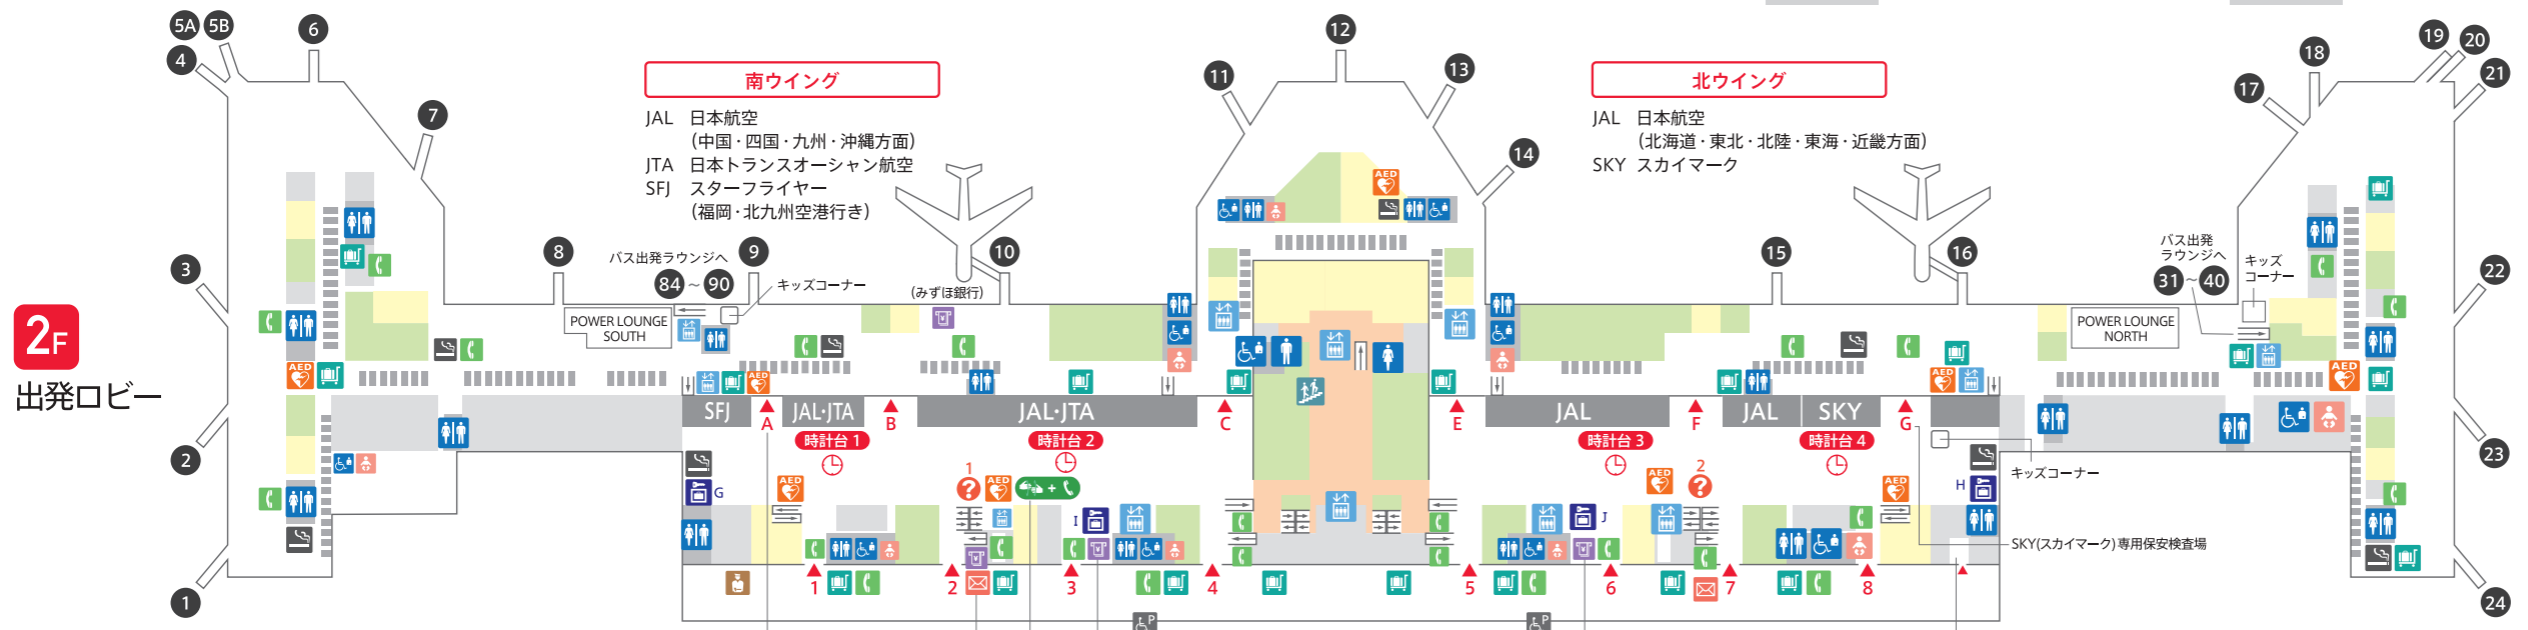 5A 5B 6
4
7
南ウイング
JAL 日本航空
(中国・四国・九州・沖縄方面)
JTA 日本トランスオーシャン航空
SFJ スターフライヤー
(福岡・北九州空港行き)
12
11 13
14
北ウイング
JAL 日本航空
(北海道・東北・北陸・東海・近畿方面)
SKY スカイマーク
19 20
18 21
17
3
8
バス出発ラウンジへ
84 ~ 90
9
キッズコーナー
10
(みずほ銀行)
15
16
バス出発
ラウンジへ
31 ~ 40
キッズ
コーナー
22
2F
出発ロビー
POWER LOUNGE
SOUTH
POWER LOUNGE
NORTH
AED
AED
AED
AED
AED
SFJ
A
JAL・JTA
B
JAL・JTA
C
E
JAL
F
JAL
SKY
G
時計台 1
時計台 2
時計台 3
時計台 4
2
23
キッズコーナー
G
AED
1
?
AED
+
I
J
AED
2
?
AED
H
SKY(スカイマーク)専用保安検査場
1
1
2
3
4
5
6
7
8
24
P
P